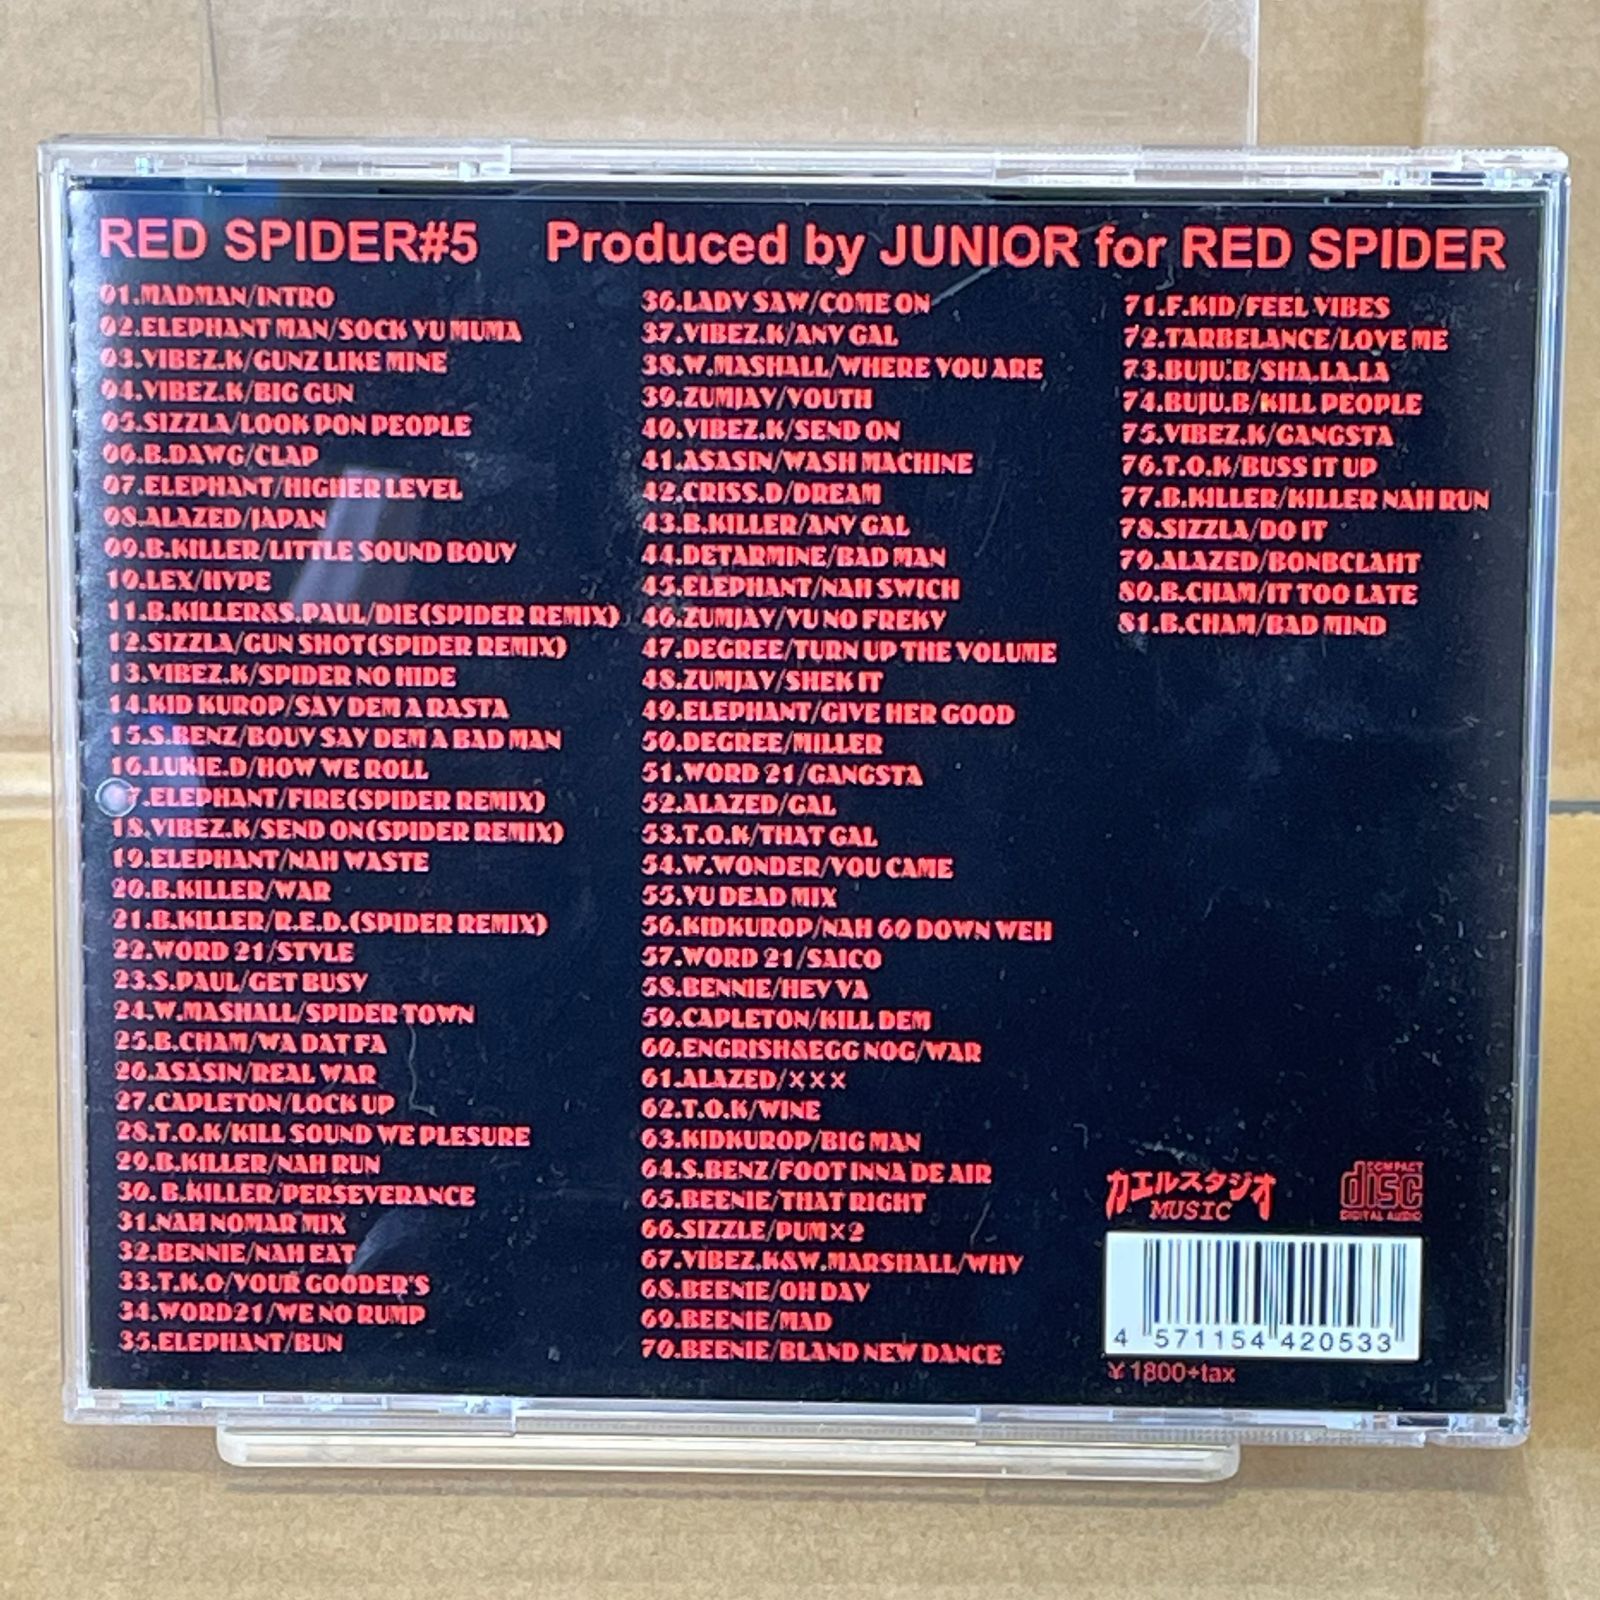 RED SPIDER#5 Produced by JUNIOR for RED SPIDER
01.MADMAN/INTRO
02.ELEPHANT MAN/SOCK YU MUMA
03.VIBEZ.K/GUNZ LIKE MINE
04.VIBEZ.K/BIG GUN
05.SIZZLA/LOOK PON PEOPLE
06.B.DAWG/CLAP
07.ELEPHANT/HIGHER LEVEL
08.ALAZED/JAPAN
09.B.KILLER/LITTLE SOUND BOUY
10.LEX/HYPE
11.B.KILLER&S.PAUL/DIE(SPIDER REMIX)
12.SIZZLA/GUN SHOT(SPIDER REMIX)
13.VIBEZ.K/SPIDER NO HIDE
14.KID KUROP/SAY DEM A RASTA
15.S.BENZ/BOUY SAY DEM A BAD MAN
16.LUKIE.D/HOW WE ROLL
7.ELEPHANT/FIRE(SPIDER REMIX)
18.VIBEZ.K/SEND ON(SPIDER REMIX)
19.ELEPHANT/NAH WASTE
20.B.KILLER/WAR
21.B.KILLER/R.E.D.(SPIDER REMIX)
22.WORD 21/STYLE
23.S.PAUL/GET BUSY
24.W.MASHALL/SPIDER TOWN
25.B.CHAM/WA DAT FA
26.ASASIN/REAL WAR
27.CAPLETON/LOCK UP
28.T.O.K/KILL SOUND WE PLESURE
29.B.KILLER/NAH RUN
30. B.KILLER/PERSEVERANCE
31.NAH NOMAR MIX
32.BENNIE/NAH EAT
33.T.K.O/YOUR GOODER'S
34.WORD21/WE NO RUMP
35.ELEPHANT/BUN
36.LADY SAW/COME ON
37.VIBEZ.K/ANY GAL
38.W.MASHALL/WHERE YOU ARE
39.ZUMJAY/YOUTH
40.VIBEZ.K/SEND ON
41.ASASIN/WASH MACHINE
42.CRISS.D/DREAM
43.B.KILLER/ANY GAL
44.DETARMINE/BAD MAN
45.ELEPHANT/NAH SWICH
46.ZUMJAY/YU NO FREKY
47.DEGREE/TURN UP THE VOLUME
48.ZUMJAY/SHEK IT
49.ELEPHANT/GIVE HER GOOD
50.DEGREE/MILLER
51.WORD 21/GANGSTA
52.ALAZED/GAL
53.T.O.K/THAT GAL
54.W.WONDER/YOU CAME
55.YU DEAD MIX
56.KIDKUROP/NAH GO DOWN WEH
57.WORD 21/SAICO
58.BENNIE/HEY YA
59.CAPLETON/KILL DEM
60.ENGRISH&EGG NOG/WAR
61.ALAZED/×××
62.T.O.K/WINE
63.KIDKUROP/BIG MAN
64.S.BENZ/FOOT INNA DE AIR
65.BEENIE/THAT RIGHT
66.SIZZLE/PUM×2
67.VIBEZ.K&W.MARSHALL/WHY
68.BEENIE/OH DAY
69.BEENIE/MAD
70.BEENIE/BLAND NEW DANCE
71.F.KID/FEEL VIBES
72.TARBELANCE/LOVE ME
73.BUJU.B/SHA.LA.LA
74.BUJU.B/KILL PEOPLE
75.VIBEZ.K/GANGSTA
76.T.O.K/BUSS IT UP
77.B.KILLER/KILLER NAH RUN
78.SIZZLA/DO IT
79.ALAZED/BONBCLAHT
80.B.CHAM/IT TOO LATE
81.B.CHAM/BAD MIND
カエルスタジオ
MUSIC
COMPACT
disc
DIGITAL AUDIO
4 571154 420533
¥1800+tax